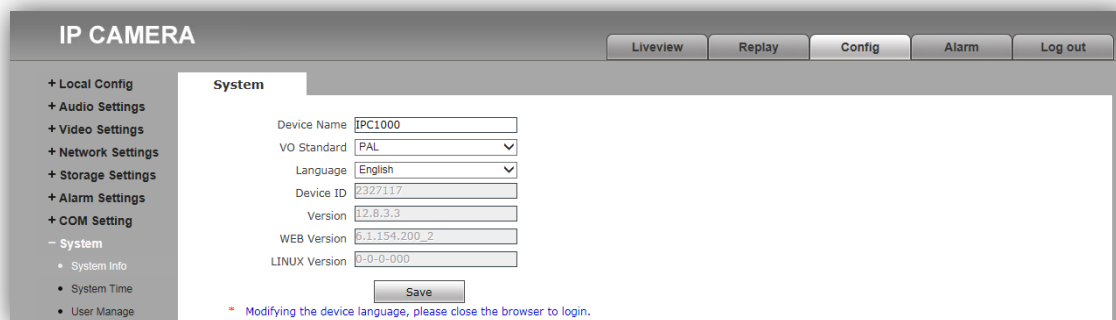 IP CAMERA
Liveview Replay Config Alarm Log out
+ Local Config
+ Audio Settings
+ Video Settings
+ Network Settings
+ Storage Settings
+ Alarm Settings
+ COM Setting
− System
• System Info
• System Time
• User Manage
System
Device Name IPC1000
VO Standard PAL
Language English
Device ID 2327117
Version 12.8.3.3
WEB Version 6.1.154.200_2
LINUX Version 0-0-0-000
Save
* Modifying the device language, please close the browser to login.